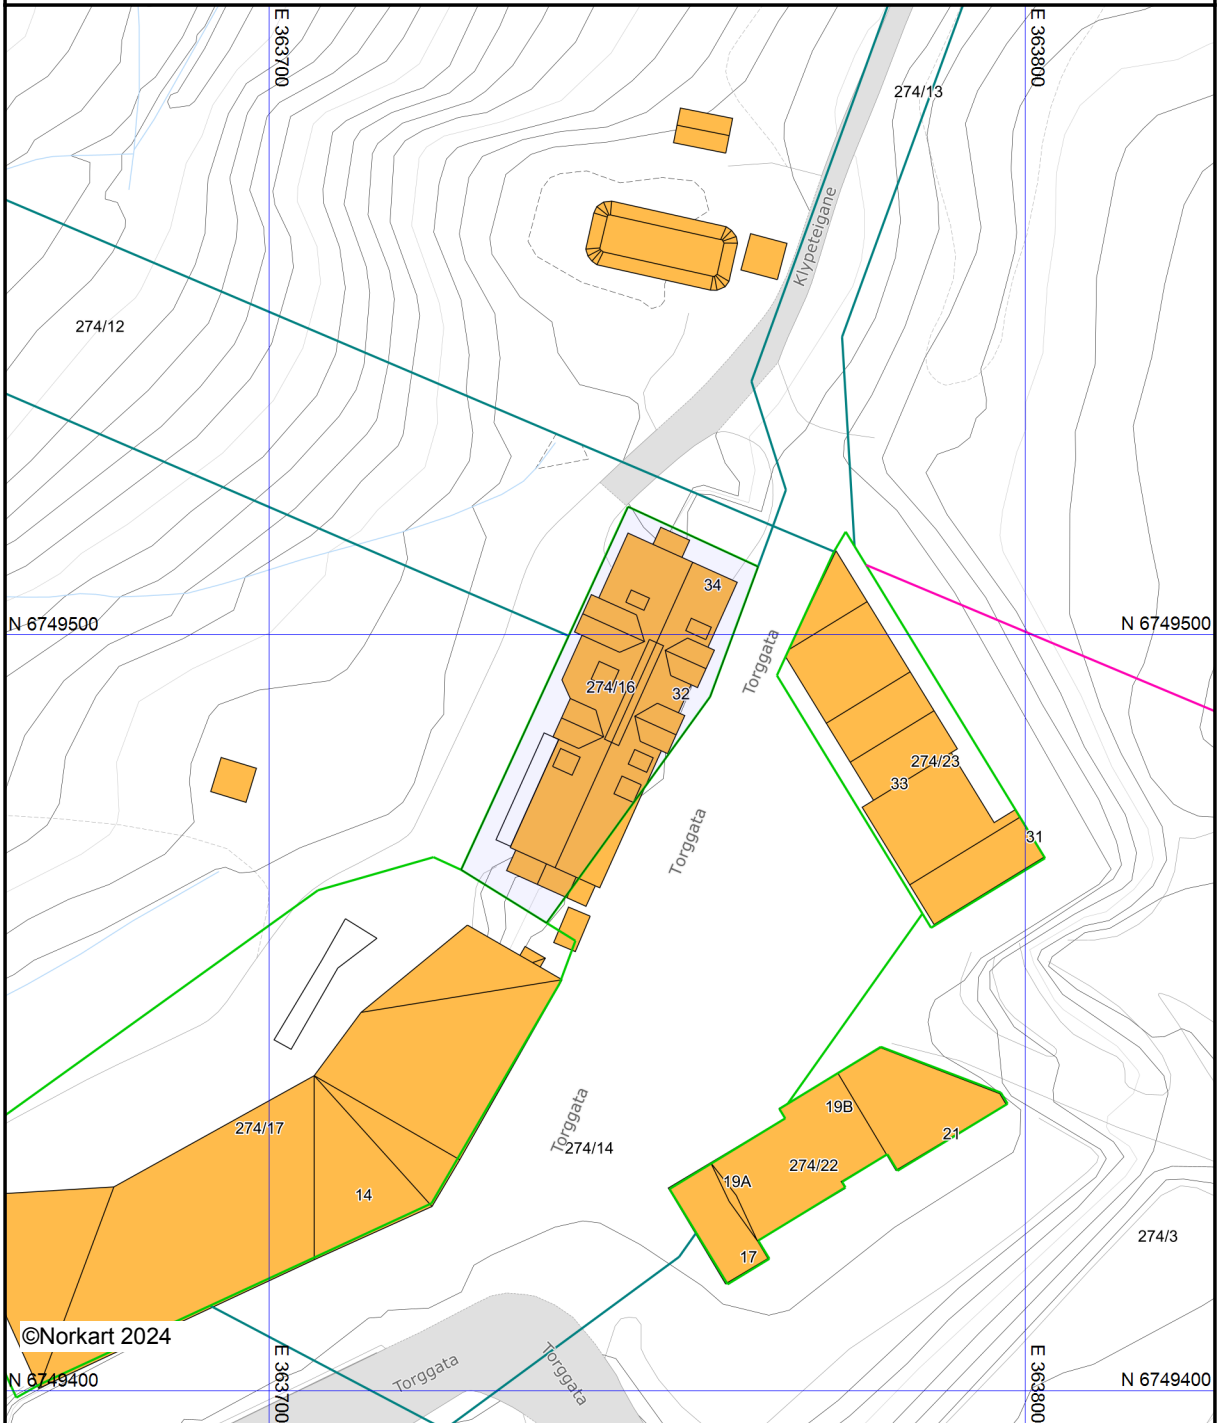 E 363700
E 363800
274/13
Klypeteigane
274/12
34
N 6749500
N 6749500
Torggata
274/16
32
274/23
33
Torggata
31
Torggata
19B
274/17
21
274/14
274/22
19A
14
274/3
17
©Norkart 2024
Torggata
Torggata
E 363700
E 363800
N 6749400
N 6749400